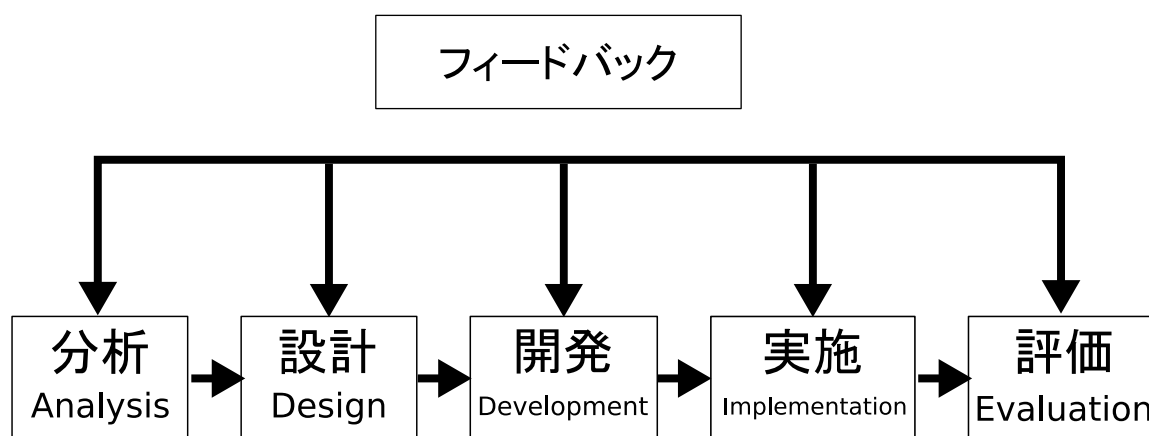 フィードバック
分析
Analysis
設計
Design
開発
Development
実施
Implementation
評価
Evaluation